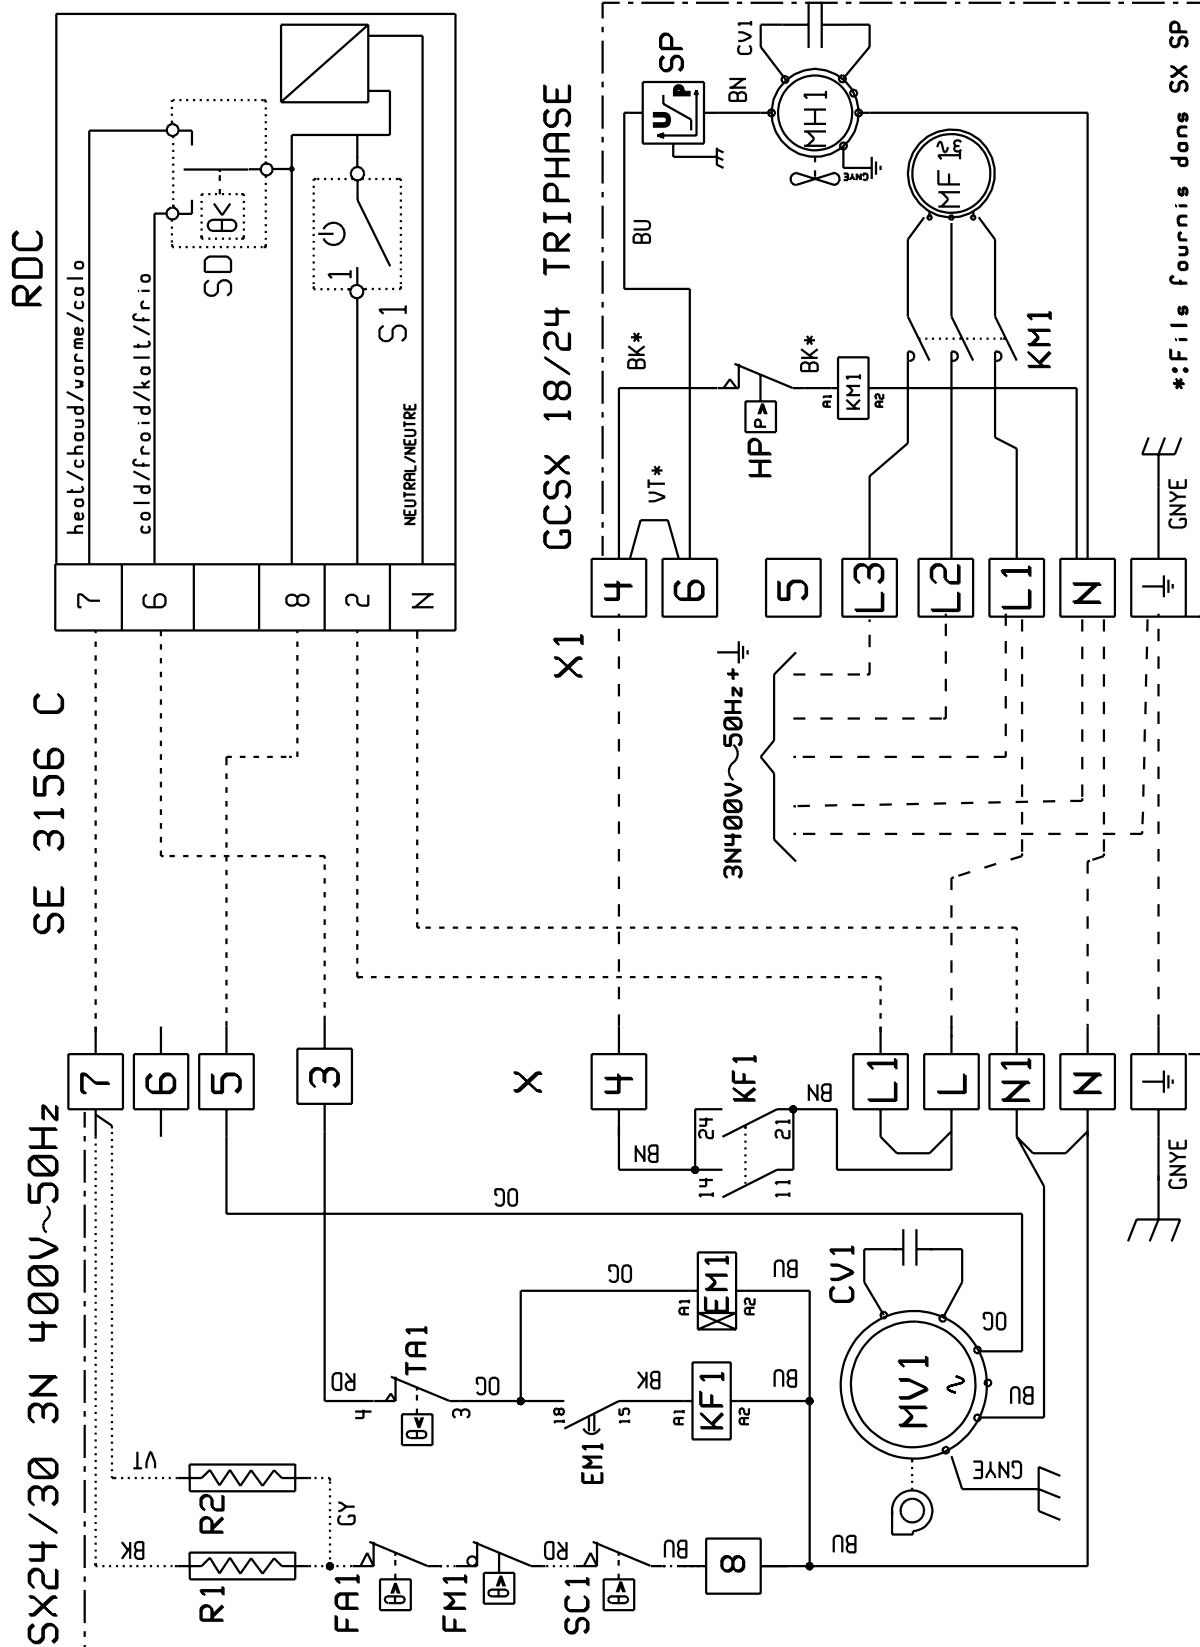 RDC
heat/chaud/warme/calo
cold/froid/kalt/frio
SD
θ<
1
S1
NEUTRAL/NEUTRE
7
6
8
2
N
SE 3156 C
GCSX 18/24 TRIPHASE
SP
U
P
CV1
BN
MH1
GNYE
MF1
3~
BU
BK*
BK*
VT*
HP
P>
A1
KM1
A2
KM1
*:Fils fournis dans SX SP
GNYE
X1
4
6
5
L3
L2
L1
N
3N400V~50Hz+
SX24/30 3N 400V~50Hz
7
6
5
3
X
4
L1
L
N1
N
KF1
24
21
14
11
BN
BN
GNYE
OG
OG
A1
EM1
A2
BU
RD
4
TA1
θ<
3
OG
18
15
EM1
BK
A1
KF1
A2
BU
CV1
MV1
~
OG
BU
GNYE
VT
R2
GY
BK
R1
FA1
θ<
FM1
θ<
RD
SC1
θ<
BU
8
BU